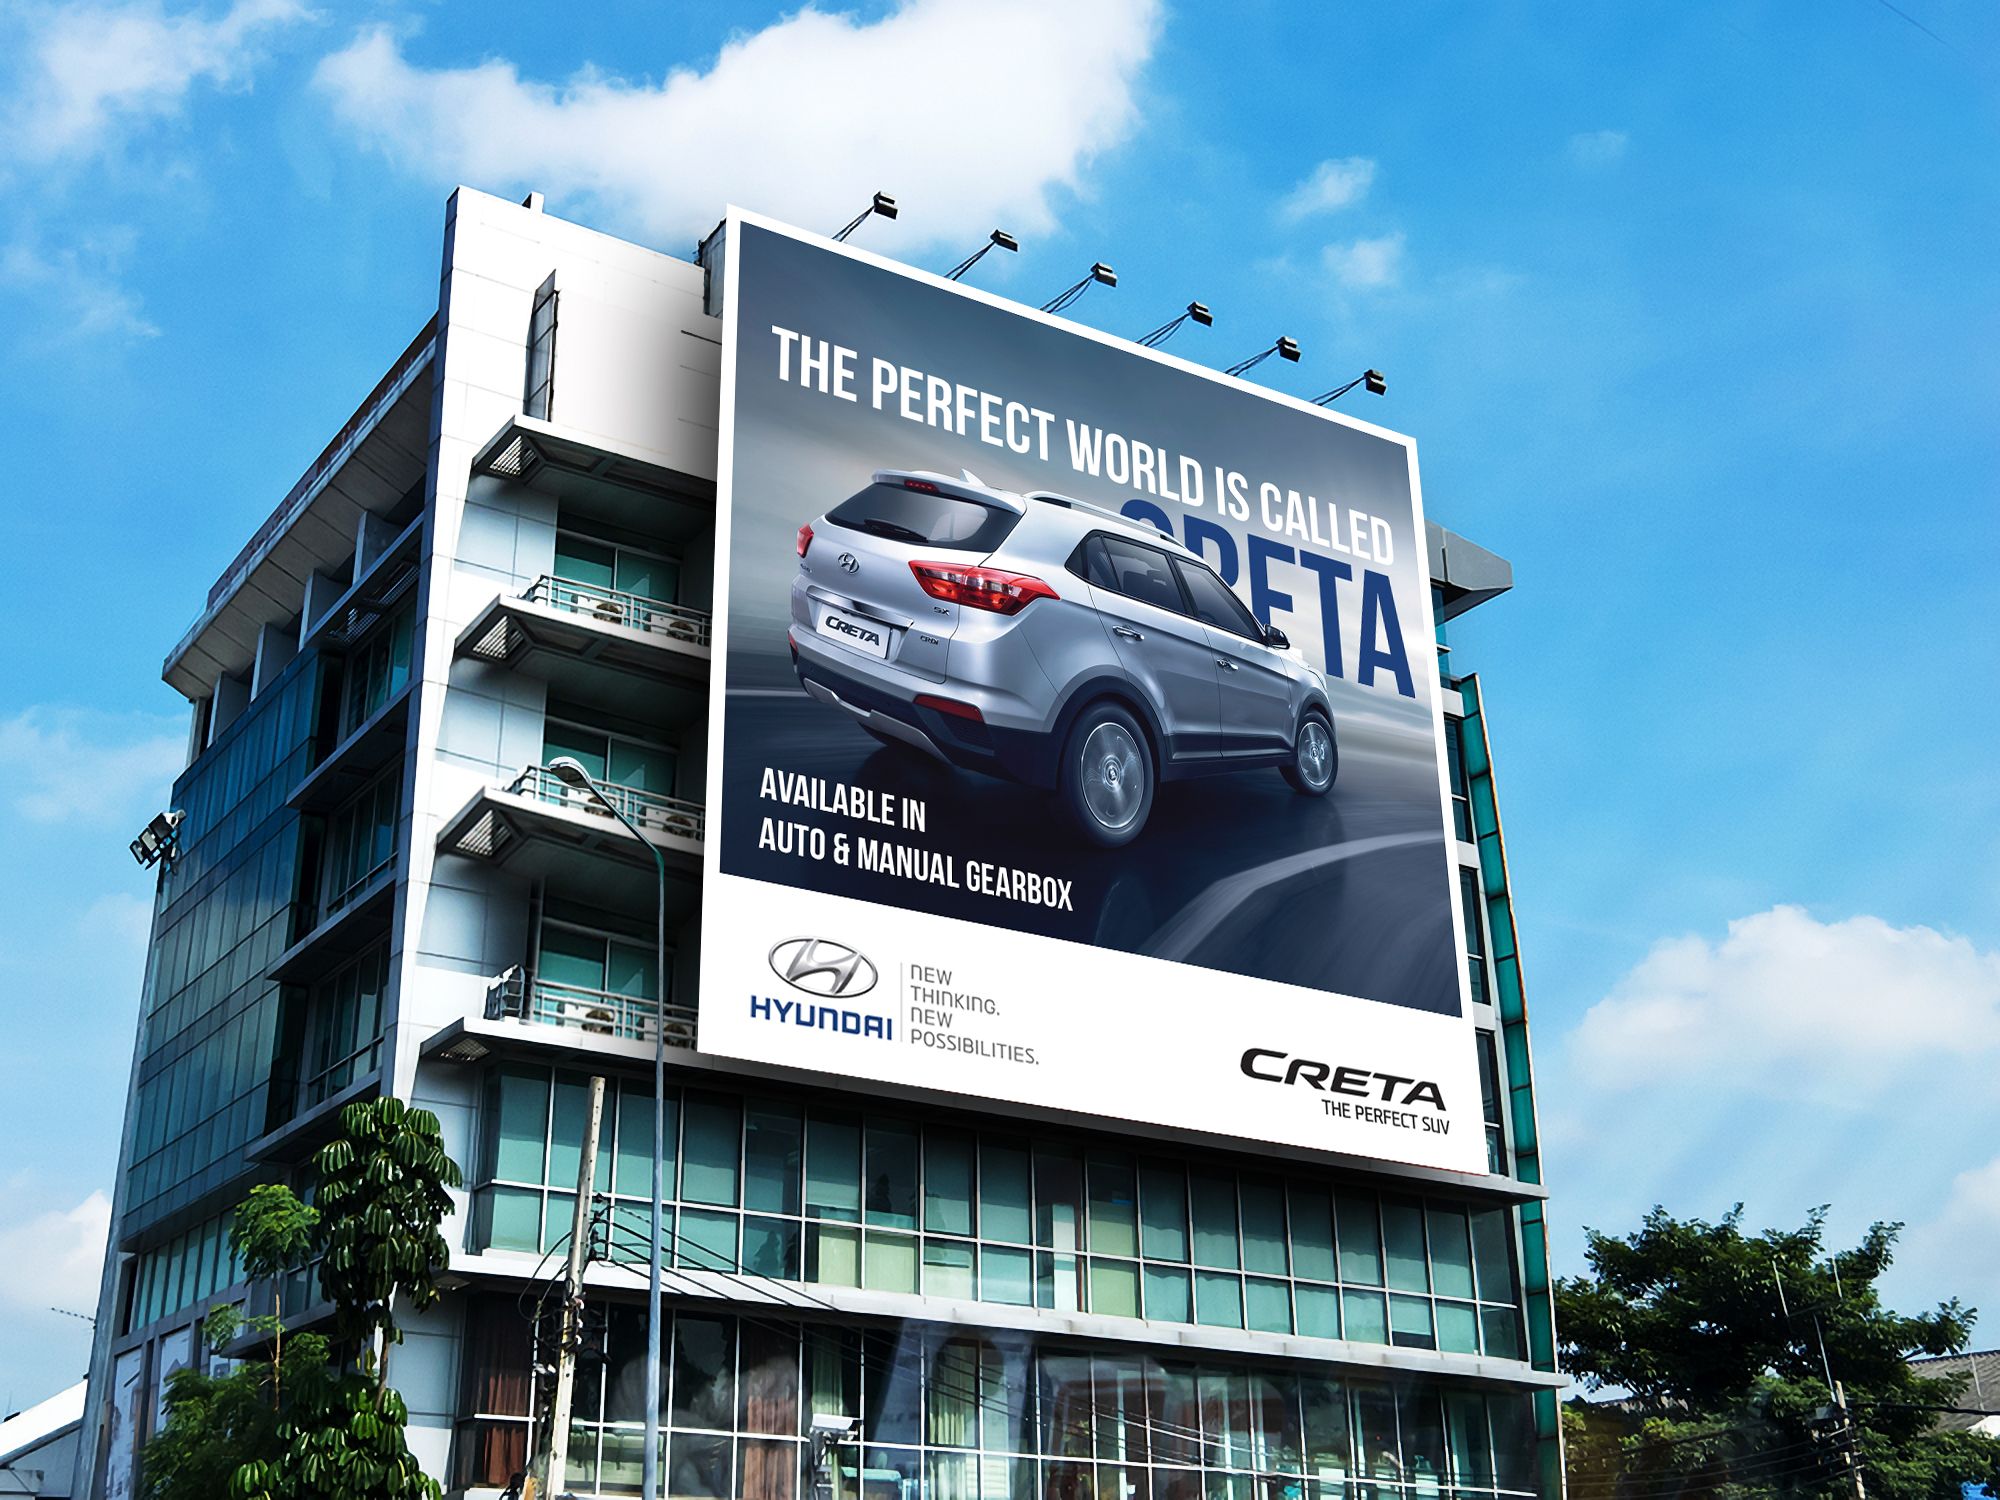 THE PERFECT WORLD IS CALLED
CRETA
CRETA
SX
CRDi
AVAILABLE IN
AUTO & MANUAL GEARBOX
HYUNDAI
NEW
THINKING.
NEW
POSSIBILITIES.
CRETA
THE PERFECT SUV